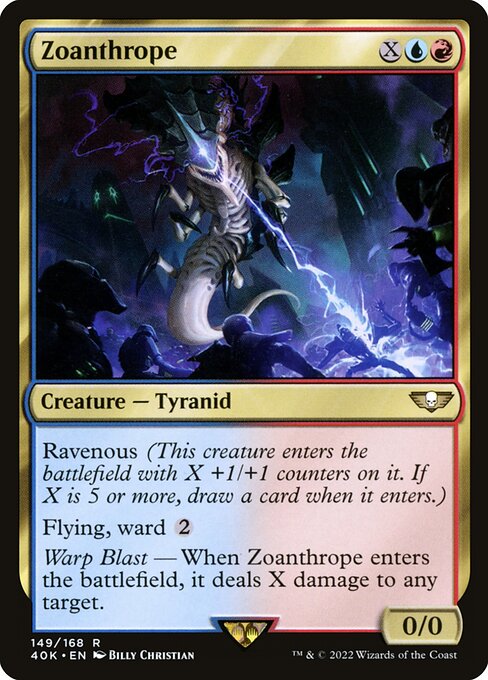 Zoanthrope X
Creature — Tyranid
Ravenous (This creature enters the
battlefield with X +1/+1 counters on it. If
X is 5 or more, draw a card when it enters.)
Flying, ward 2
Warp Blast — When Zoanthrope enters
the battlefield, it deals X damage to any
target.
0/0
149/168 R
40K • EN Billy Christian ™ & © 2022 Wizards of the Coast